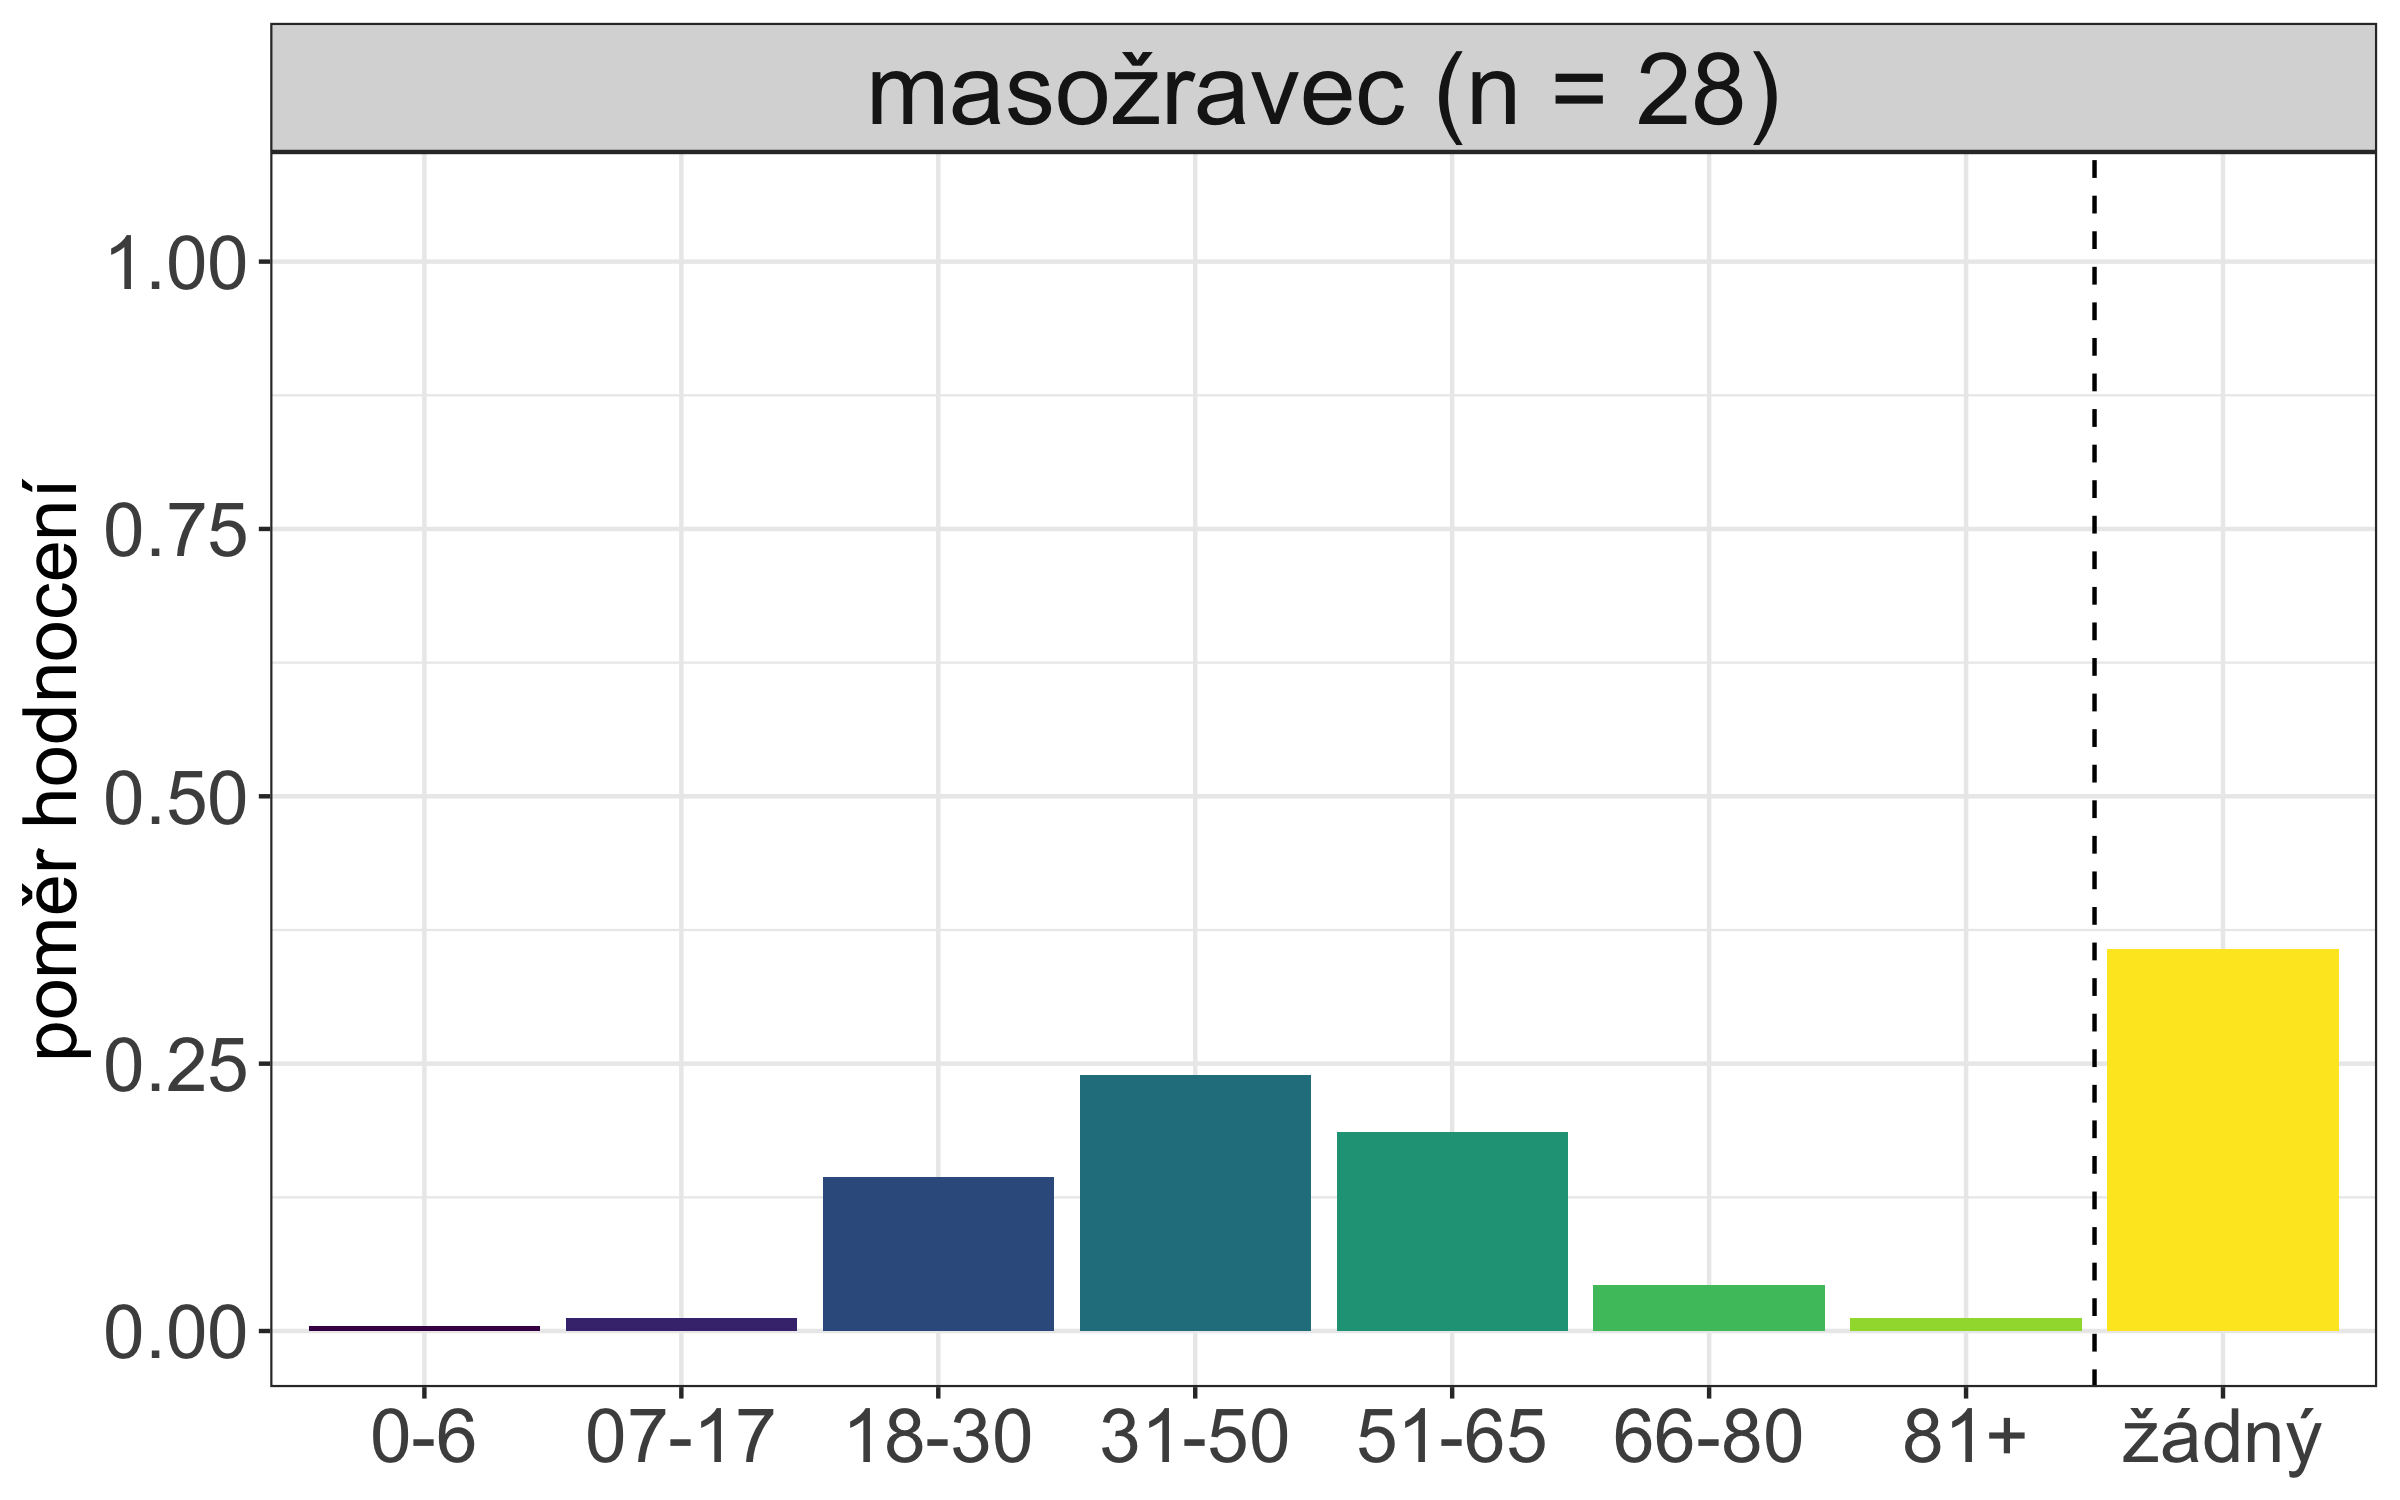 masožravec (n = 28)
poměr hodnocení
1.00
0.75
0.50
0.25
0.00
0-6 07-17 18-30 31-50 51-65 66-80 81+ žádný